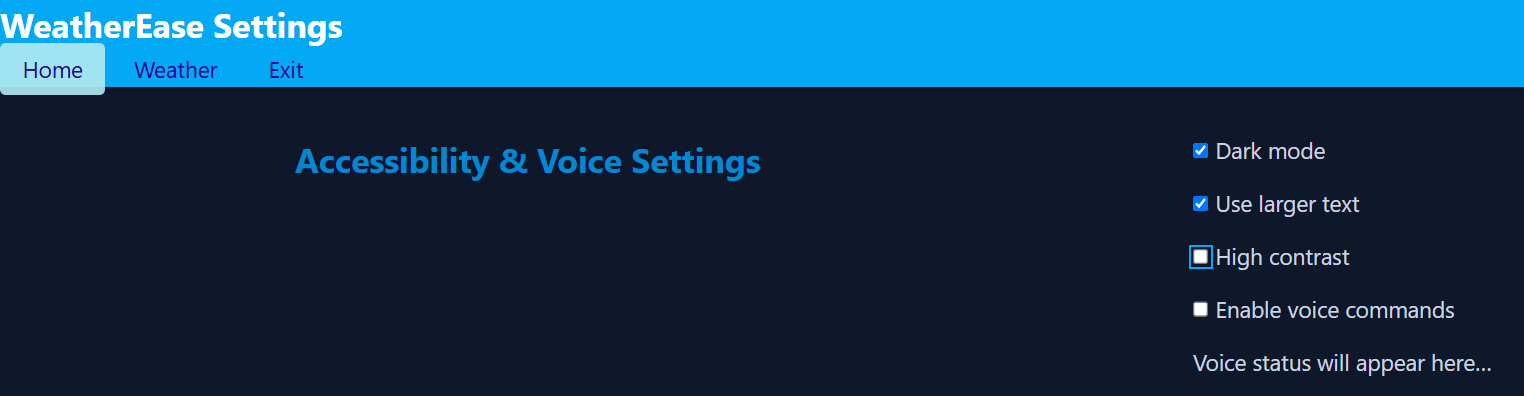 WeatherEase Settings
Home Weather Exit
Accessibility & Voice Settings
Dark mode
Use larger text
High contrast
Enable voice commands
Voice status will appear here...